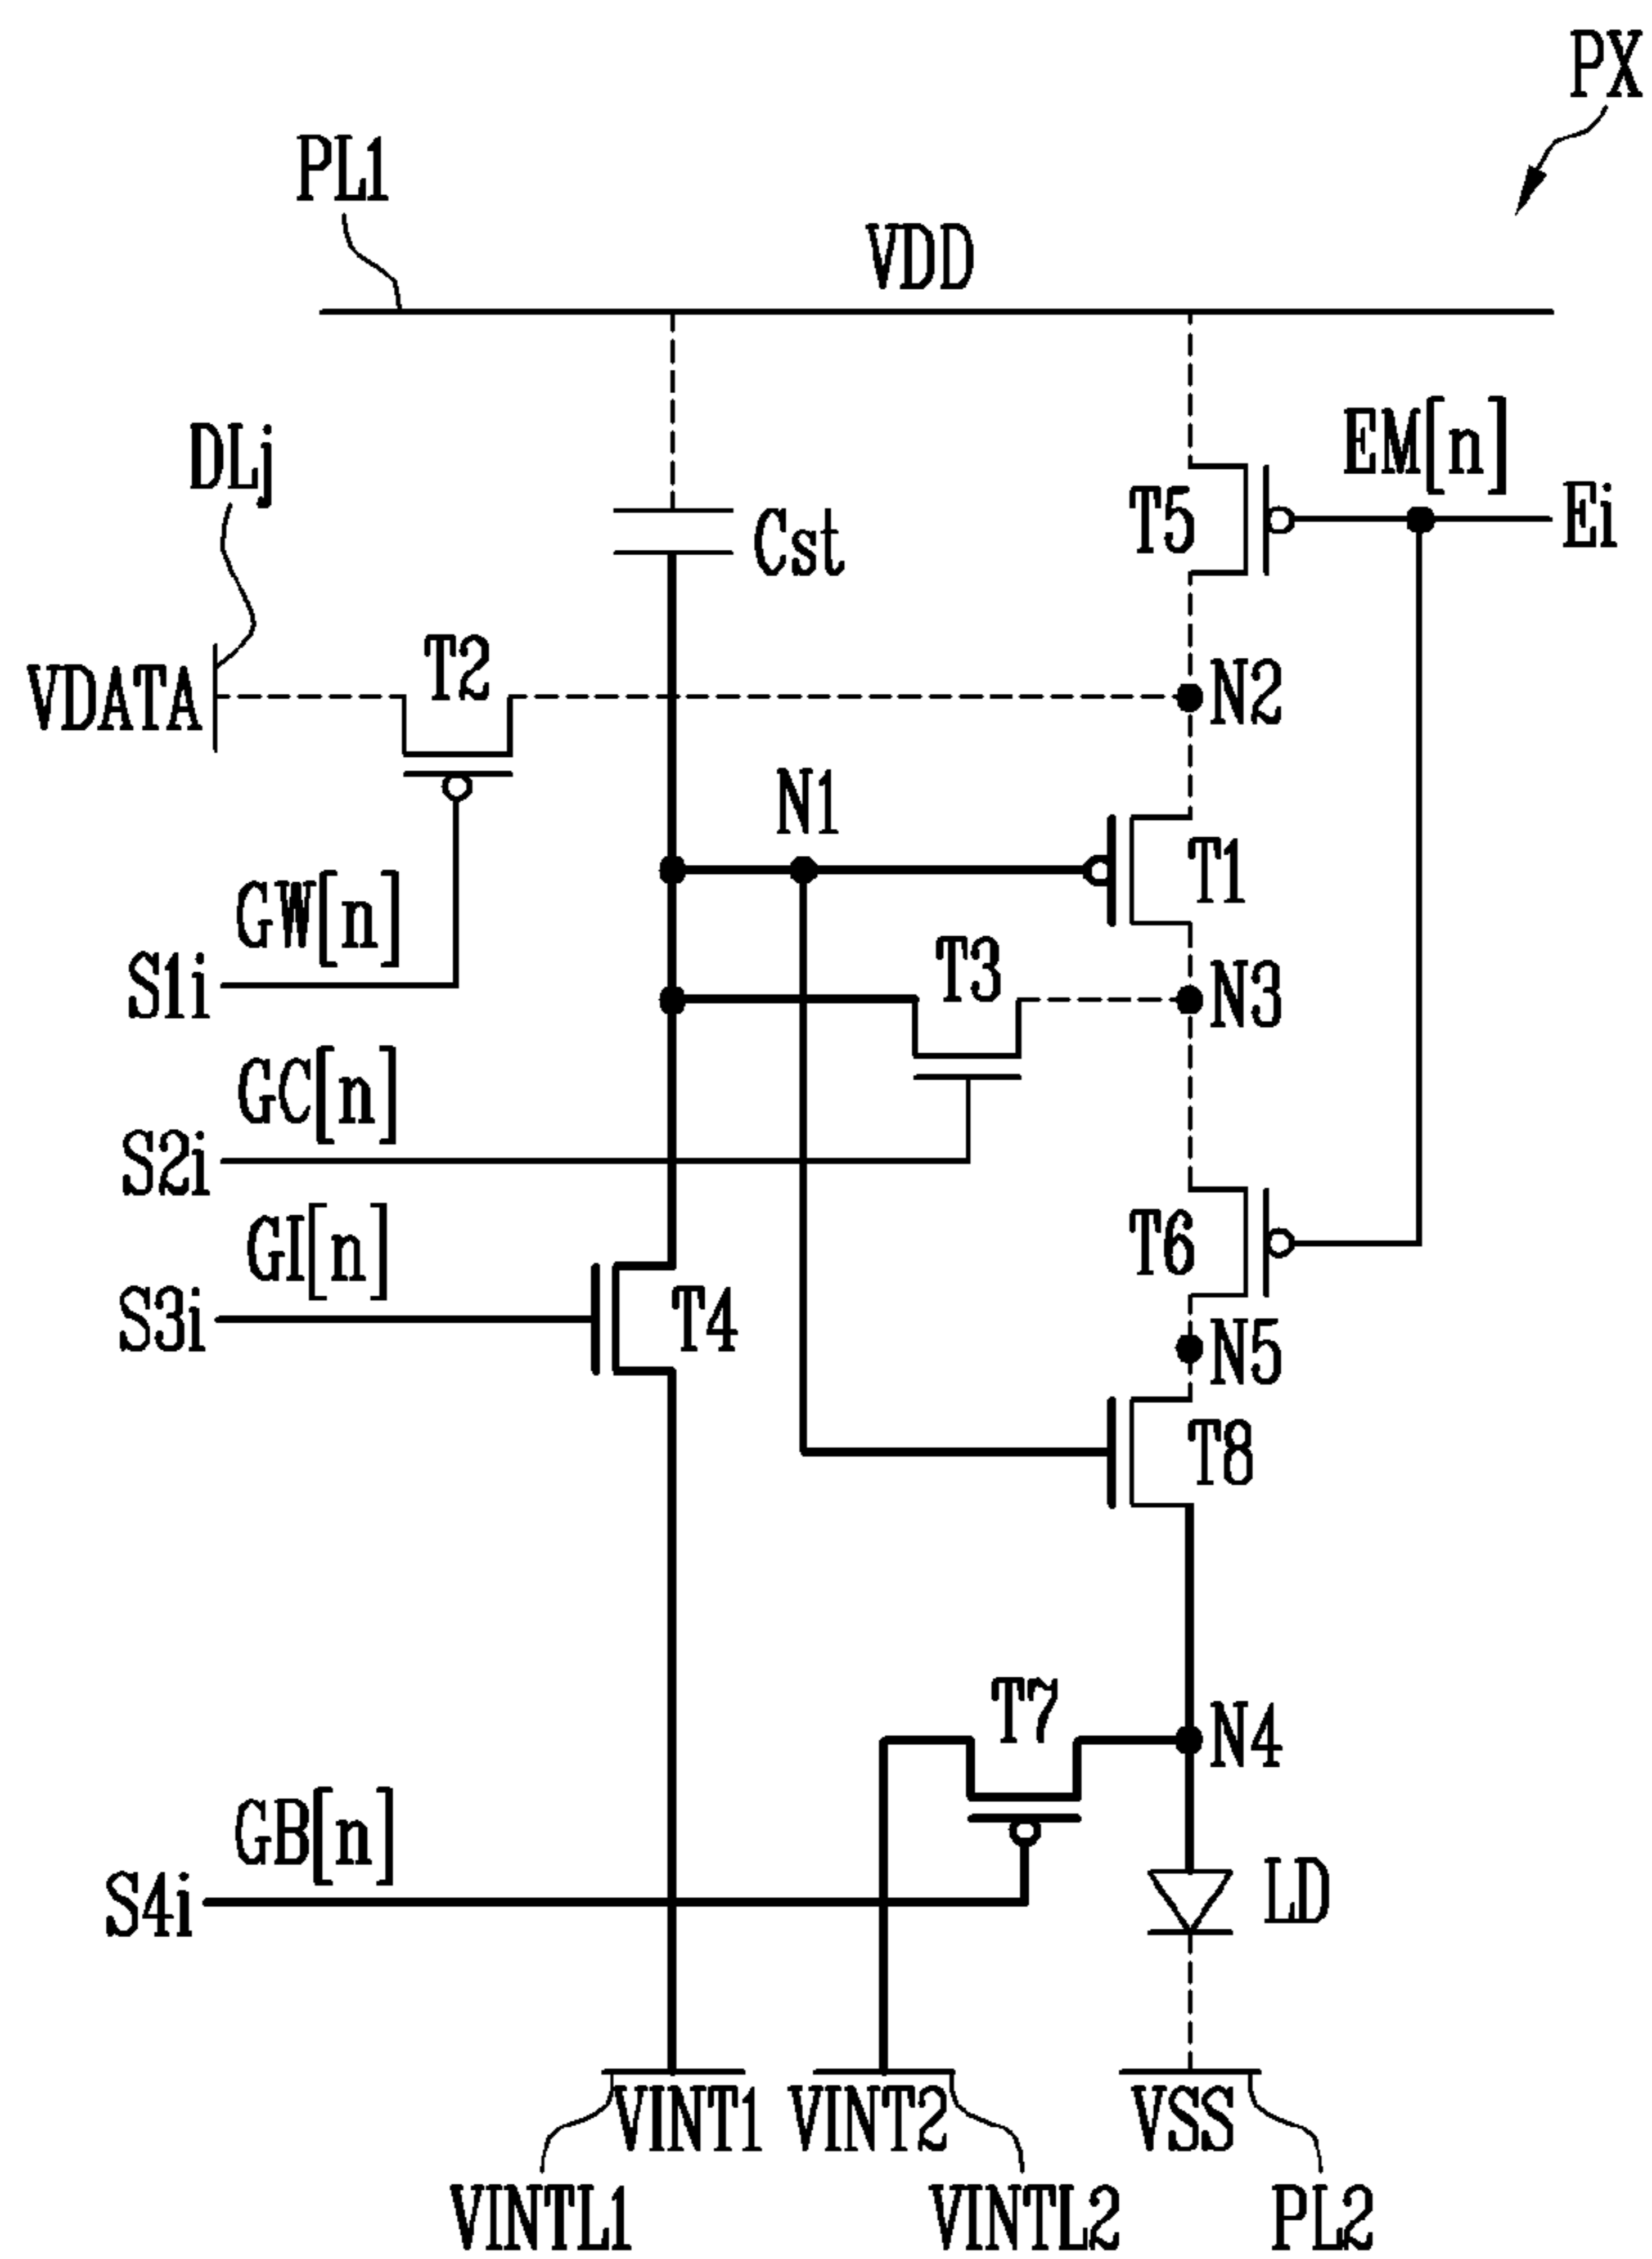 PX
PL1
VDD
DLj
EM[n]
Ei
T5
Cst
T2
VDATA
N2
N1
T1
GW[n]
S1i
T3
N3
GC[n]
S2i
GI[n]
S3i
T6
T4
N5
T8
T7
N4
GB[n]
S4i
LD
VINT1
VINT2
VSS
VINTL1
VINTL2
PL2